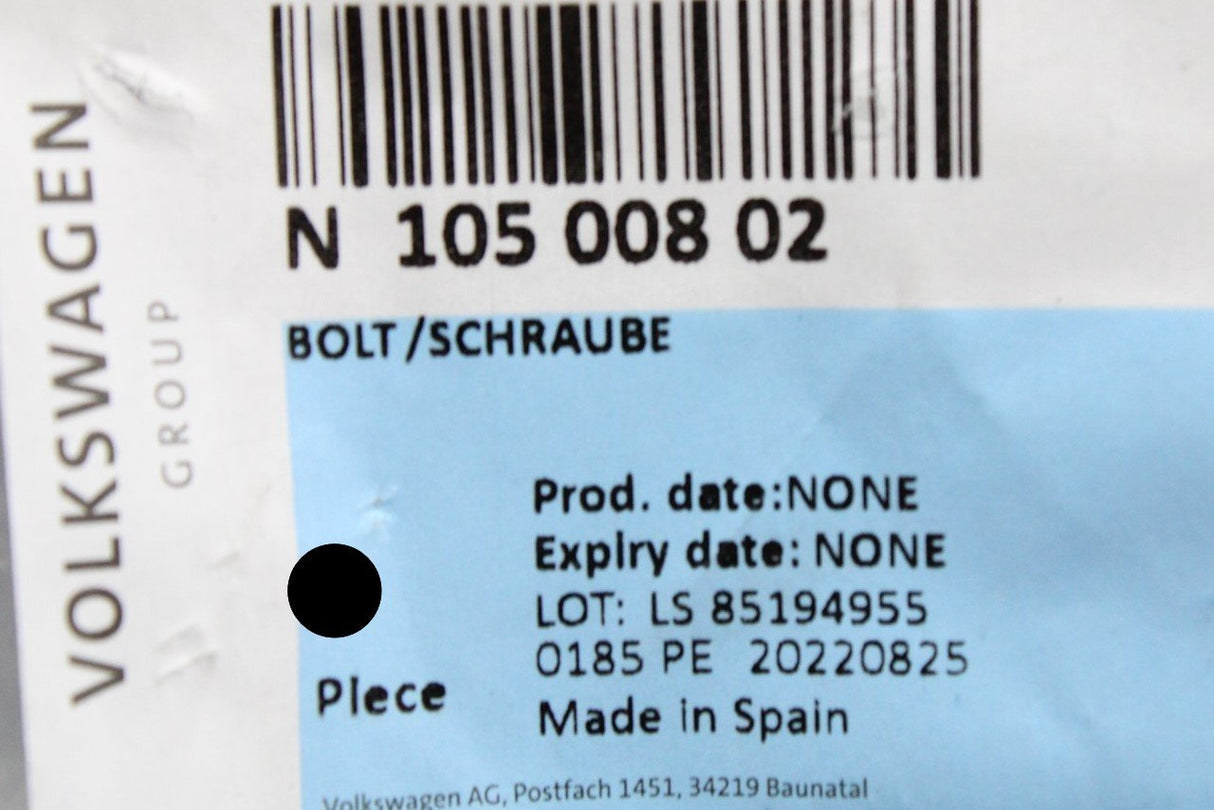 VOLKSWAGEN
GROUP
N 105 008 02
BOLT/SCHRAUBE
Prod. date:NONE
Expiry date: NONE
LOT: LS 85194955
0185 PE 20220825
Piece
Made in Spain
Volkswagen AG, Postfach 1451, 34219 Baunatal